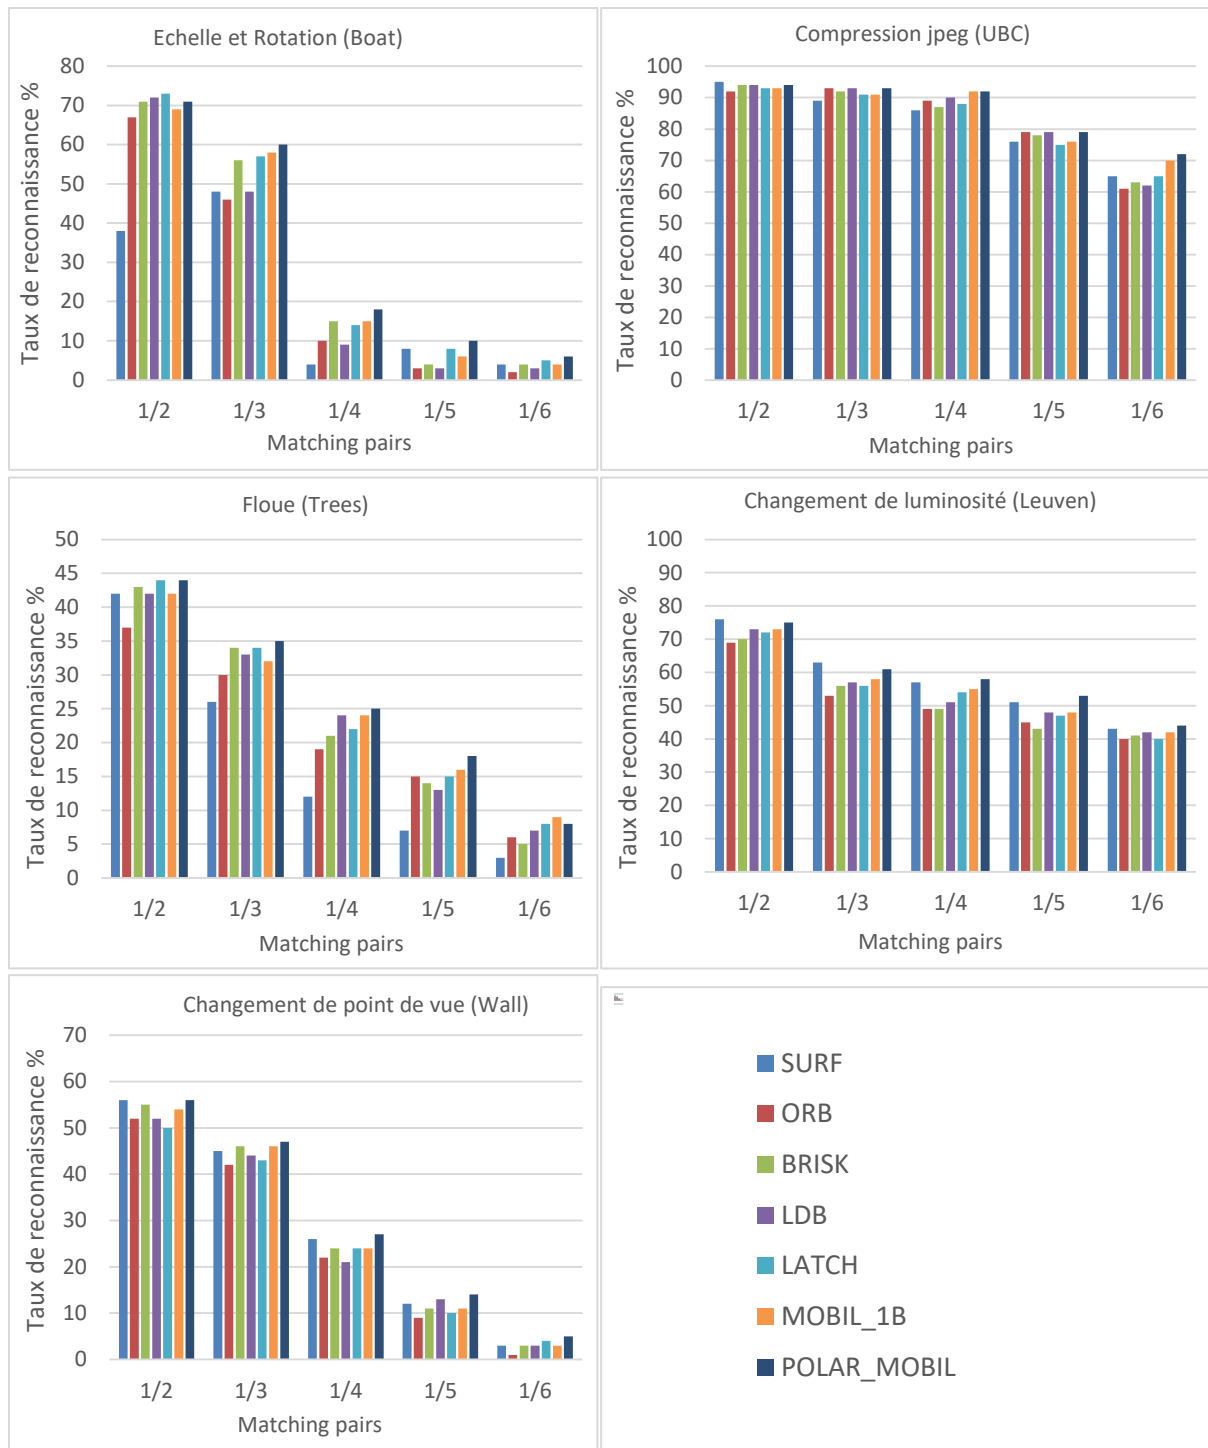 Echelle et Rotation (Boat)
Taux de reconnaissance %
80
70
60
50
40
30
20
10
0
1/2 1/3 1/4 1/5 1/6
Matching pairs
Compression jpeg (UBC)
Taux de reconnaissance %
100
90
80
70
60
50
40
30
20
10
0
1/2 1/3 1/4 1/5 1/6
Matching pairs
Floue (Trees)
Taux de reconnaissance %
50
45
40
35
30
25
20
15
10
5
0
1/2 1/3 1/4 1/5 1/6
Matching pairs
Changement de luminosité (Leuven)
Taux de reconnaissance %
100
90
80
70
60
50
40
30
20
10
0
1/2 1/3 1/4 1/5 1/6
Matching pairs
Changement de point de vue (Wall)
Taux de reconnaissance %
70
60
50
40
30
20
10
0
1/2 1/3 1/4 1/5 1/6
Matching pairs
SURF
ORB
BRISK
LDB
LATCH
MOBIL_1B
POLAR_MOBIL